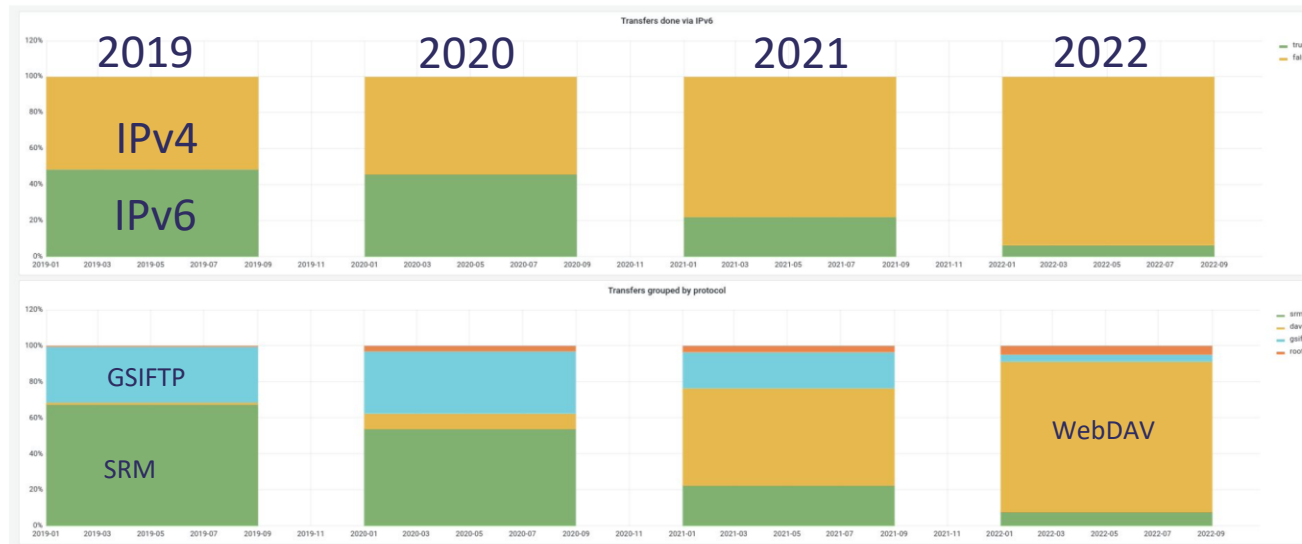 Transfers done via IPv6
120%
2019 2020 2021 2022
100%
80%
IPv4
60%
40%
IPv6
20%
0%
2019-01 2019-03 2019-05 2019-07 2019-09 2019-11 2020-01 2020-03 2020-05 2020-07 2020-09 2020-11 2021-01 2021-03 2021-05 2021-07 2021-09 2021-11 2022-01 2022-03 2022-05 2022-07 2022-09
tru
fal
Transfers grouped by protocol
120%
100%
80%
GSIFTP
60%
WebDAV
40%
SRM
20%
0%
2019-01 2019-03 2019-05 2019-07 2019-09 2019-11 2020-01 2020-03 2020-05 2020-07 2020-09 2020-11 2021-01 2021-03 2021-05 2021-07 2021-09 2021-11 2022-01 2022-03 2022-05 2022-07 2022-09
srm
dav
gsif
root